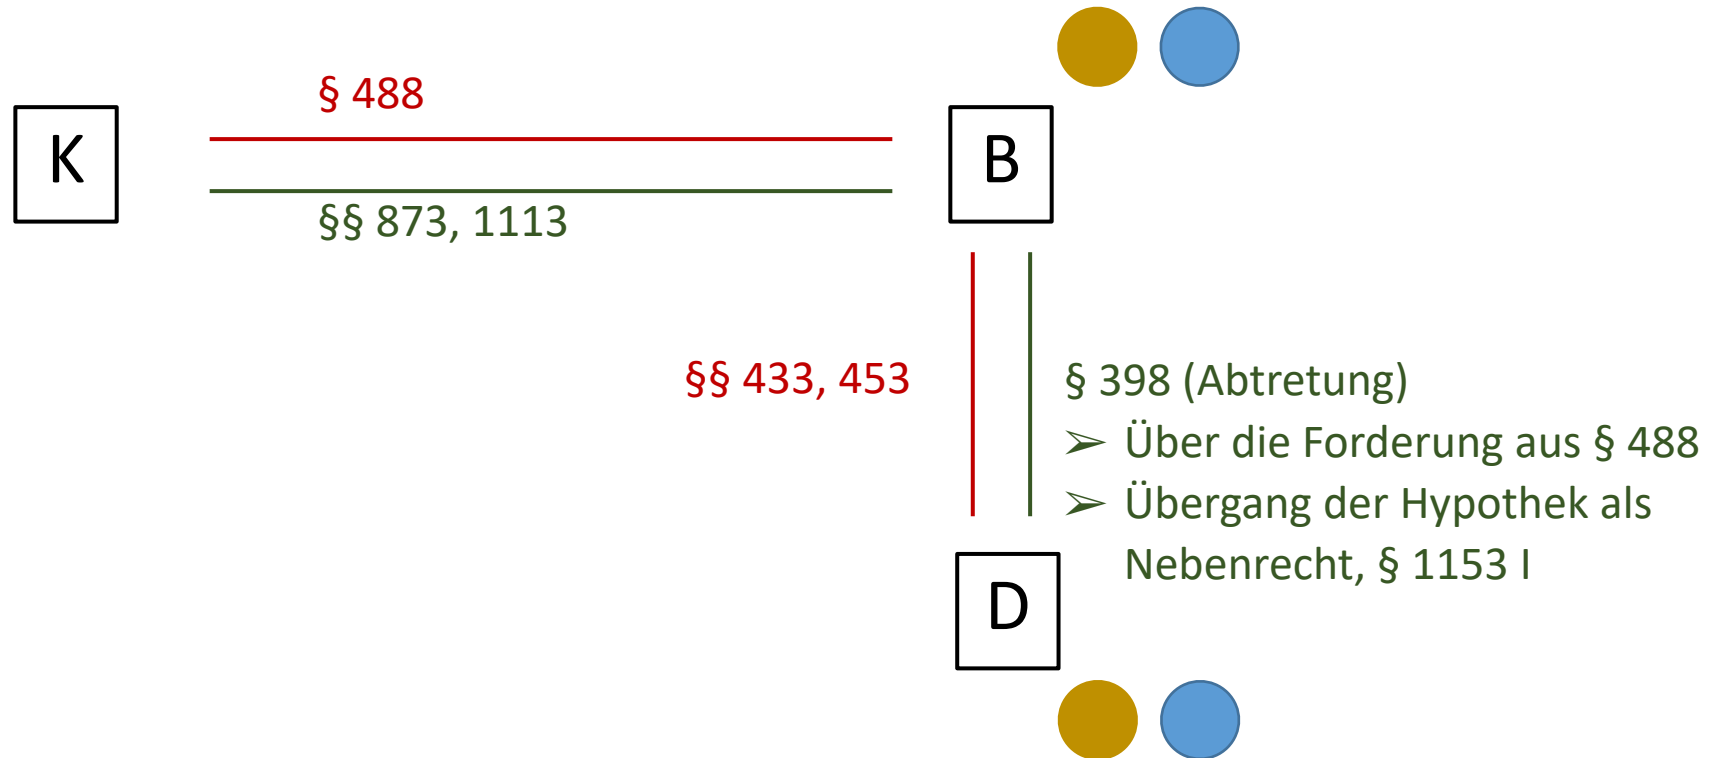 § 488
K
B
§§ 873, 1113
§§ 433, 453
§ 398 (Abtretung)
➢ Über die Forderung aus § 488
➢ Übergang der Hypothek als
Nebenrecht, § 1153 I
D